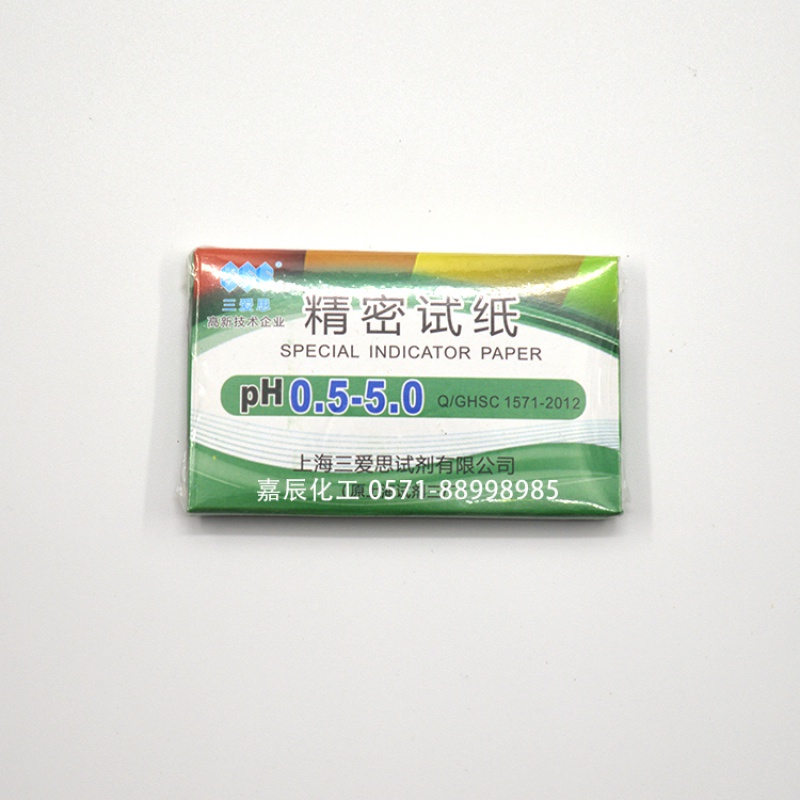 三爱思
高新技术企业
精密试纸
SPECIAL INDICATOR PAPER
pH 0.5-5.0 Q/GHSC 1571-2012
上海三爱思试剂有限公司
嘉辰化工 0571-88998985